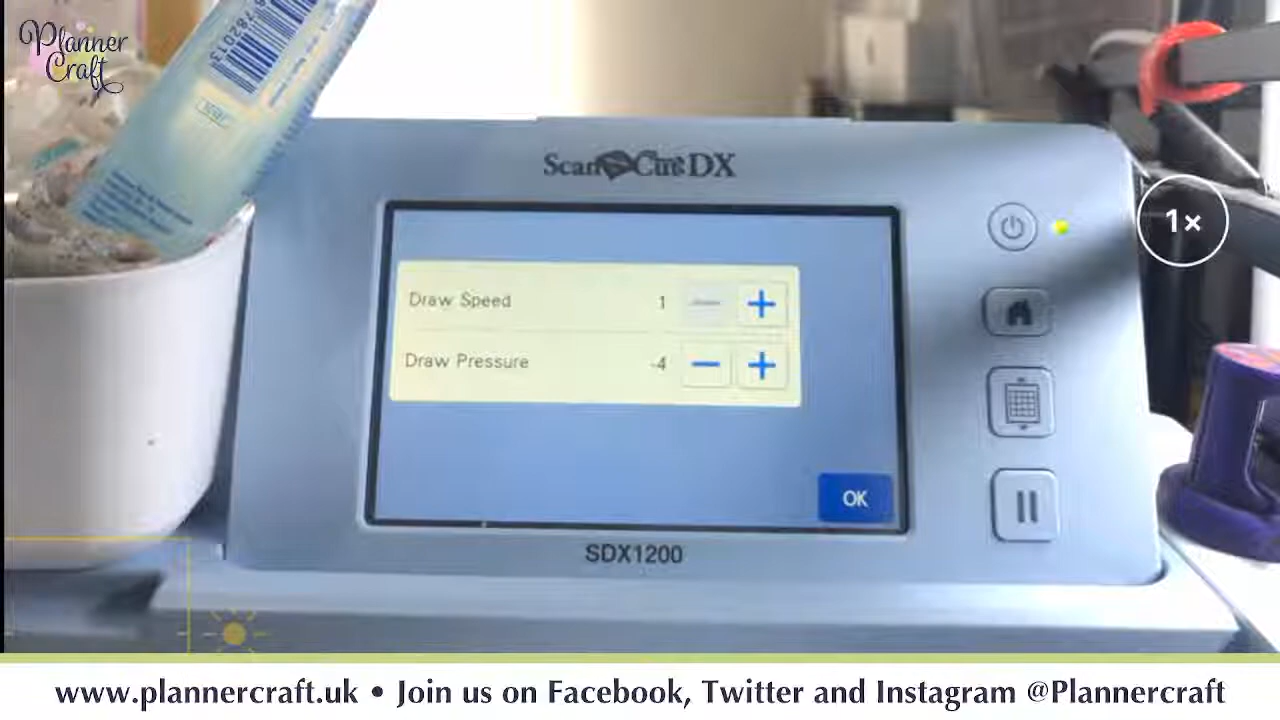 Planner
Craft
782013
ScanNCut DX
1×
Draw Speed 1
Draw Pressure -4
OK
SDX1200
www.plannercraft.uk • Join us on Facebook, Twitter and Instagram @Plannercraft